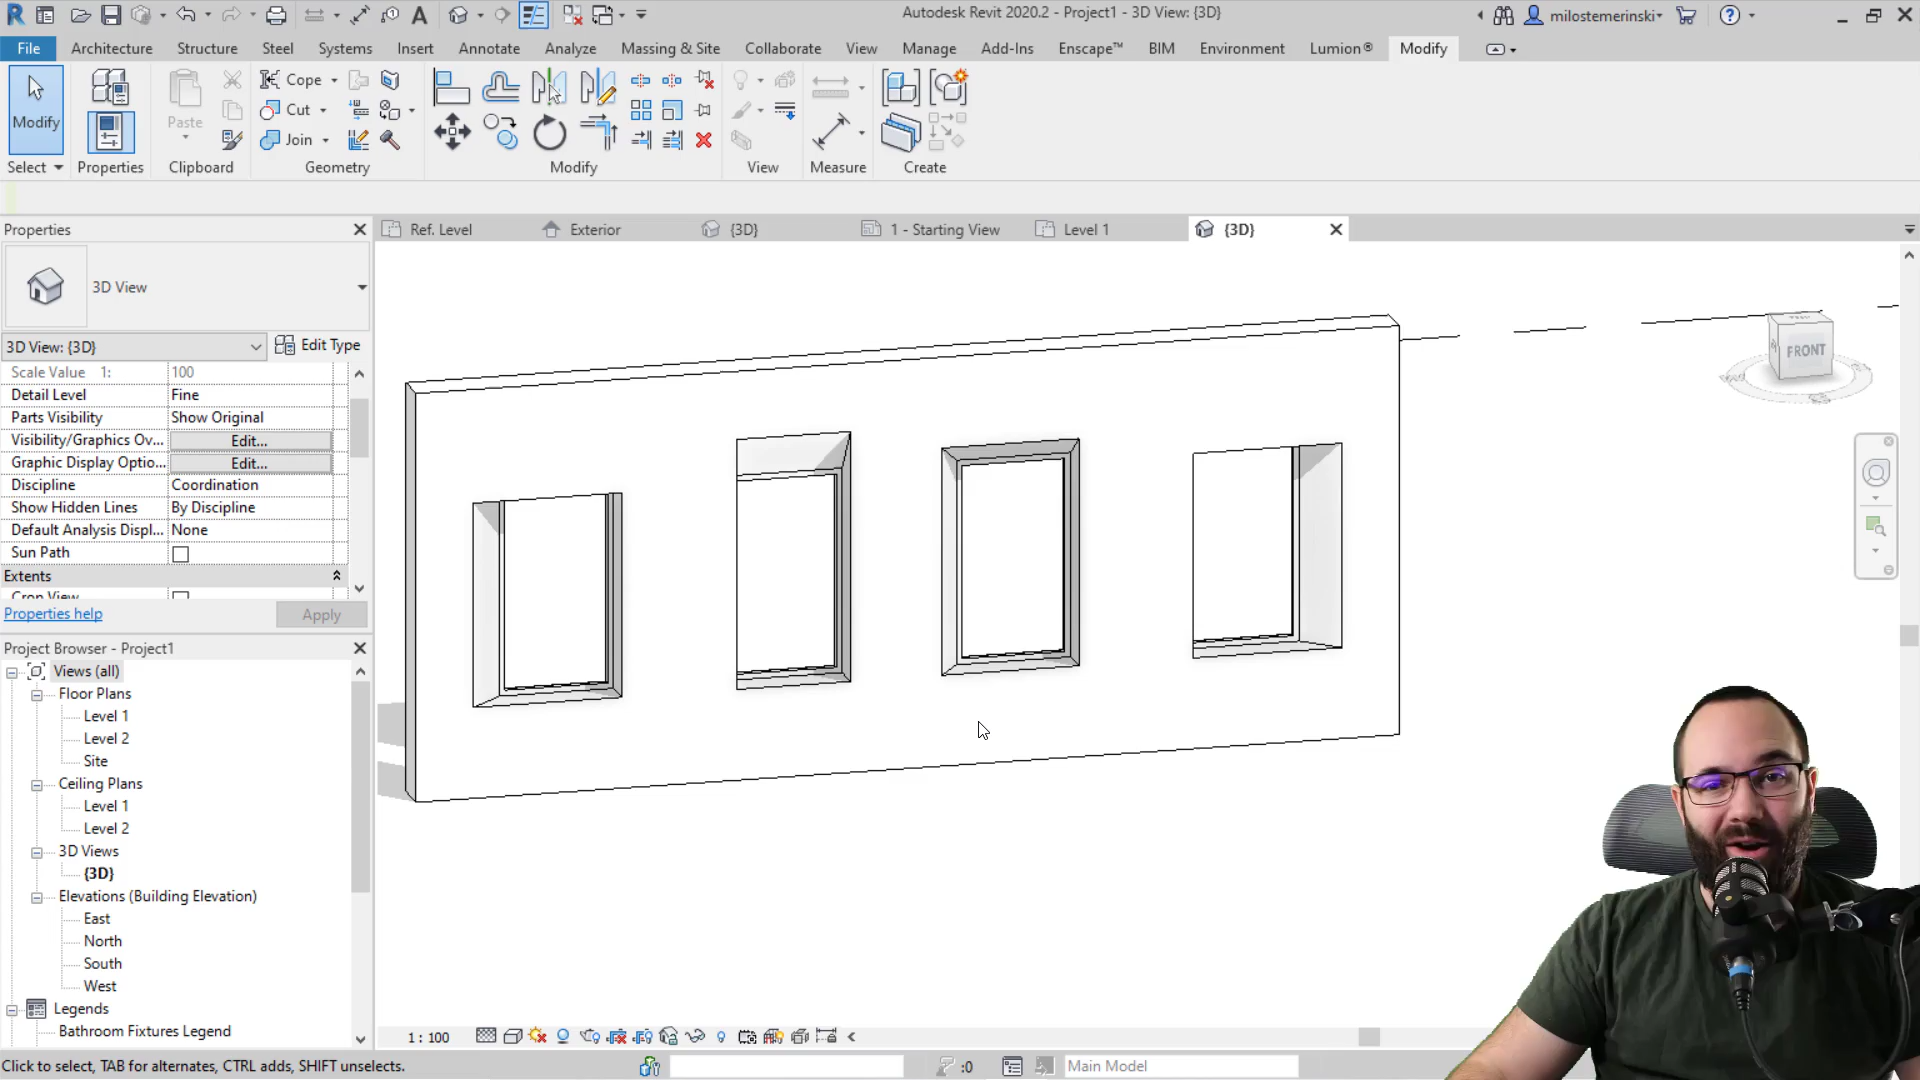 Autodesk Revit 2020.2 - Project1 - 3D View: {3D}
milostemerinski
File Architecture Structure Steel Systems Insert Annotate Analyze Massing & Site Collaborate View Manage Add-Ins Enscape™ BIM Environment Lumion® Modify
Modify
Paste
Cope
Cut
Join
Select Properties Clipboard Geometry Modify View Measure Create
Properties
Ref. Level Exterior {3D} 1 - Starting View Level 1 {3D}
3D View
3D View: {3D} Edit Type
Scale Value 1: 100
Detail Level Fine
Parts Visibility Show Original
Visibility/Graphics Ov... Edit...
Graphic Display Optio... Edit...
Discipline Coordination
Show Hidden Lines By Discipline
Default Analysis Displ... None
Sun Path
Extents
Crop View
Properties help Apply
FRONT
Project Browser - Project1
Views (all)
Floor Plans
Level 1
Level 2
Site
Ceiling Plans
Level 1
Level 2
3D Views
{3D}
Elevations (Building Elevation)
East
North
South
West
Legends
Bathroom Fixtures Legend
1 : 100
Click to select, TAB for alternates, CTRL adds, SHIFT unselects.
:0
Main Model